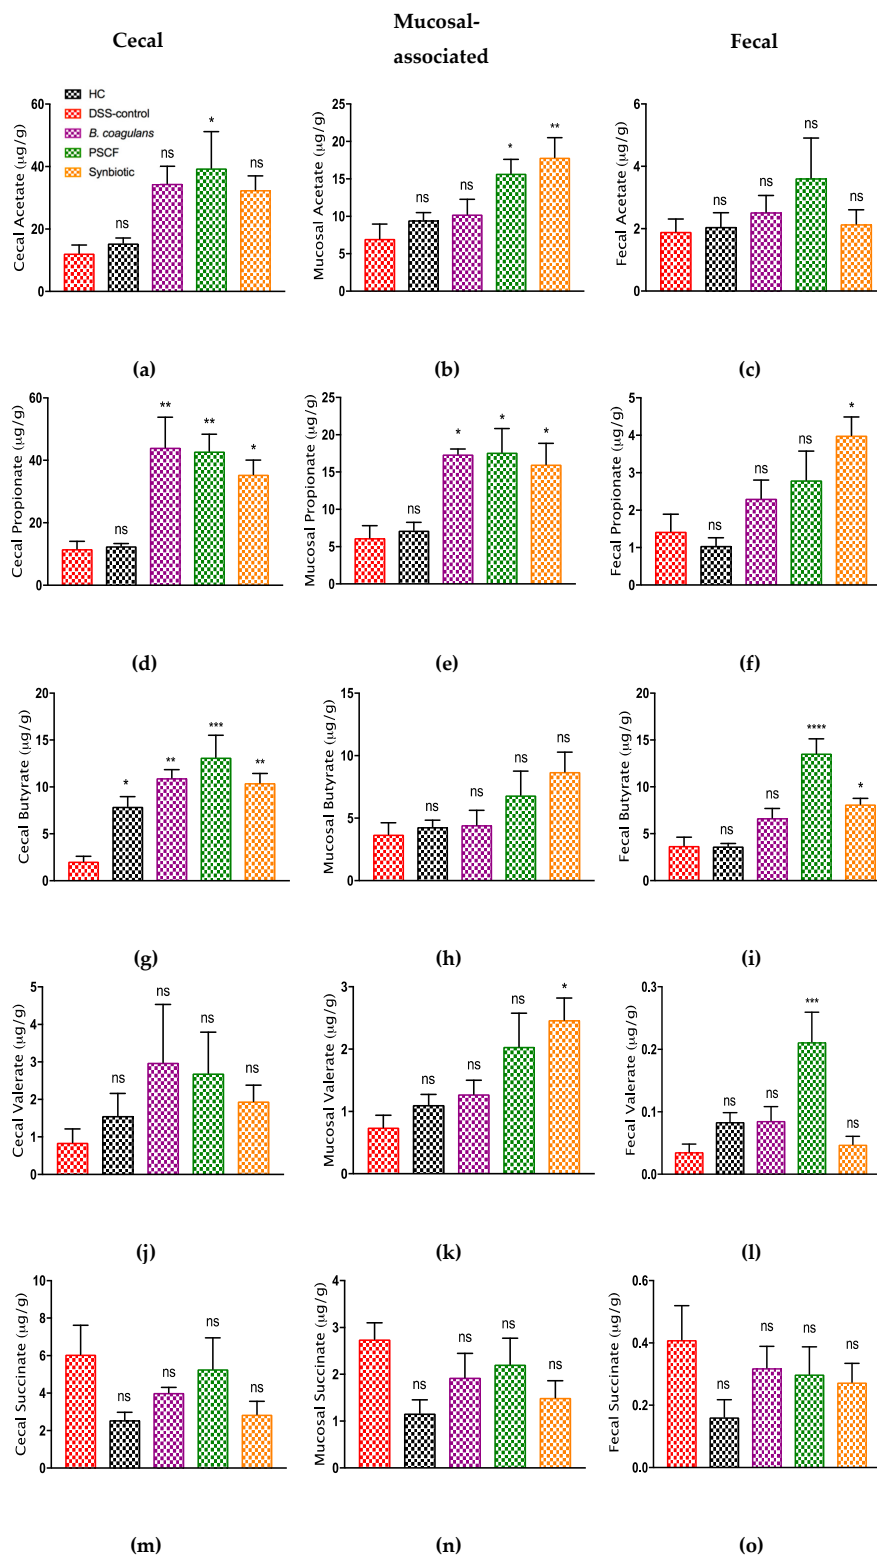 Cecal
Mucosal-
associated
Fecal
HC
DSS-control
B. coagulans
PSCF
Synbiotic
Cecal Acetate (µg/g)
60
40
20
0
ns
ns
*
ns
(a)
Mucosal Acetate (µg/g)
25
20
15
10
5
0
ns
ns
*
**
(b)
Fecal Acetate (µg/g)
6
4
2
0
ns
ns
ns
ns
(c)
Cecal Propionate (µg/g)
60
40
20
0
ns
**
**
*
(d)
Mucosal Propionate (µg/g)
25
20
15
10
5
0
ns
*
*
*
(e)
Fecal Propionate (µg/g)
5
4
3
2
1
0
ns
ns
ns
*
(f)
Cecal Butyrate (µg/g)
20
15
10
5
0
*
**
***
**
(g)
Mucosal Butyrate (µg/g)
15
10
5
0
ns
ns
ns
ns
(h)
Fecal Butyrate (µg/g)
20
15
10
5
0
ns
ns
****
*
(i)
Cecal Valerate (µg/g)
5
4
3
2
1
0
ns
ns
ns
ns
(j)
Mucosal Valerate (µg/g)
3
2
1
0
ns
ns
ns
*
(k)
Fecal Valerate (µg/g)
0.3
0.2
0.1
0.0
ns
ns
***
ns
(l)
Cecal Succinate (µg/g)
10
8
6
4
2
0
ns
ns
ns
ns
(m)
Mucosal Succinate (µg/g)
4
3
2
1
0
ns
ns
ns
ns
(n)
Fecal Succinate (µg/g)
0.6
0.4
0.2
0.0
ns
ns
ns
ns
(o)